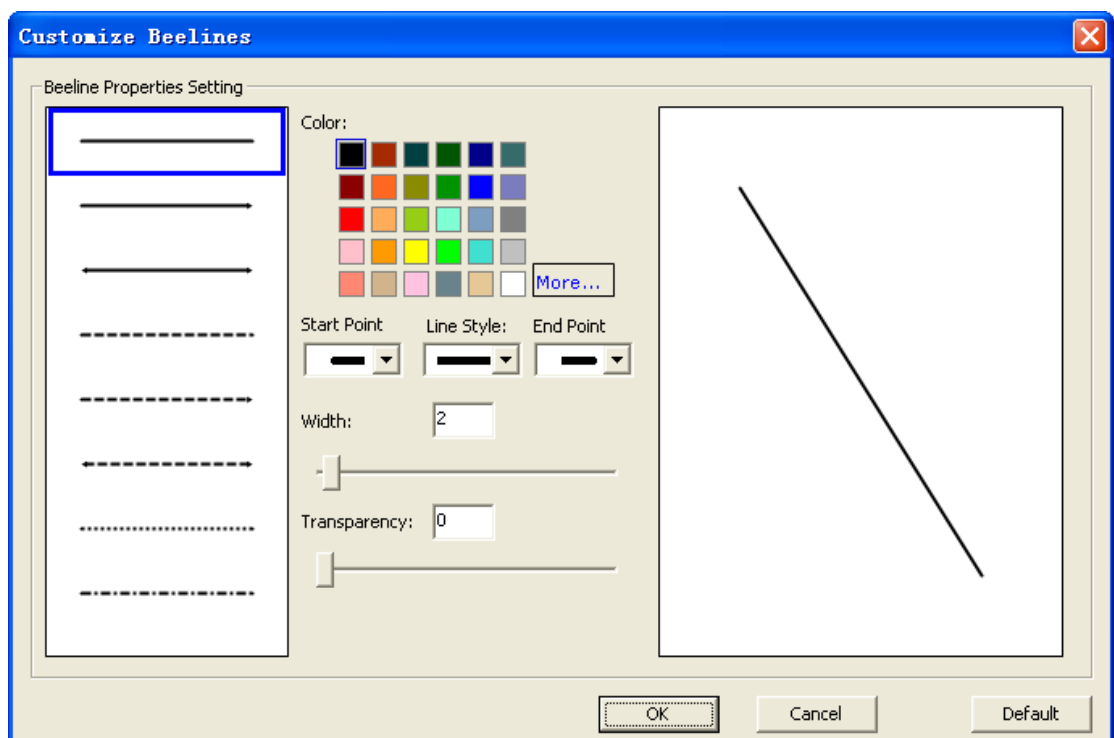 Customize Beelines
Beeline Properties Setting
Color:
More...
Start Point Line Style: End Point
Width: 2
Transparency: 0
OK Cancel Default